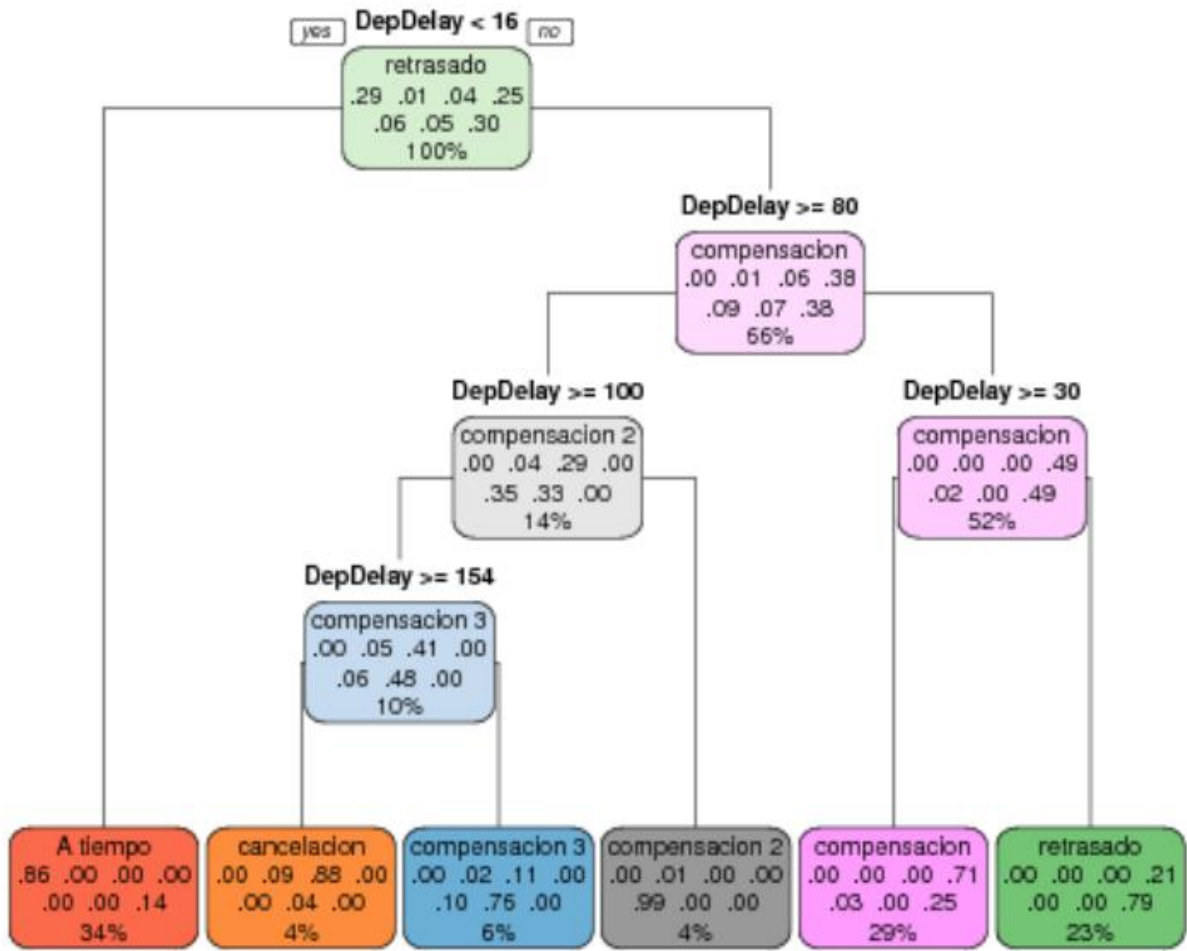 DepDelay < 16
yes
no
retrasado
.29 .01 .04 .25
.06 .05 .30
100%
DepDelay >= 80
compensacion
.00 .01 .06 .38
.09 .07 .38
66%
DepDelay >= 100
compensacion 2
.00 .04 .29 .00
.35 .33 .00
14%
DepDelay >= 30
compensacion
.00 .00 .00 .49
.02 .00 .49
52%
DepDelay >= 154
compensacion 3
.00 .05 .41 .00
.06 .48 .00
10%
A tiempo
.86 .00 .00 .00
.00 .00 .14
34%
cancelacion
.00 .09 .88 .00
.00 .04 .00
4%
compensacion 3
.00 .02 .11 .00
.10 .76 .00
6%
compensacion 2
.00 .01 .00 .00
.99 .00 .00
4%
compensacion
.00 .00 .00 .71
.03 .00 .25
29%
retrasado
.00 .00 .00 .21
.00 .00 .79
23%